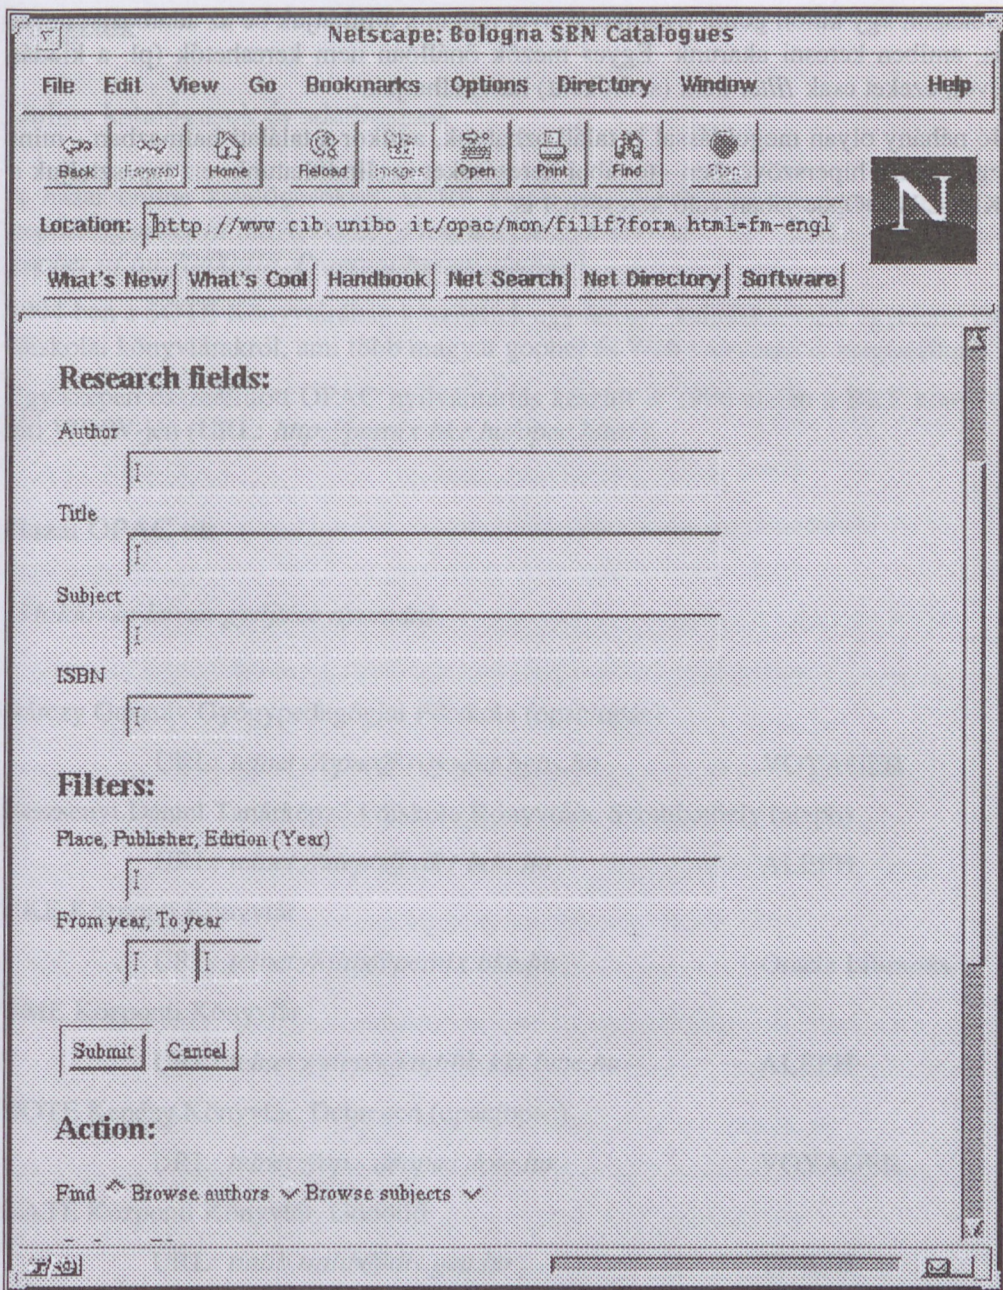 Netscape: Bologna SBN Catalogues
File Edit View Go Bookmarks Options Directory Window Help
Back Forward Home Reload Images Open Print Find Stop
N
Location: http://www.cib.unibo.it/opac/mon/fillf?form.html=fm-engl
What's New What's Cool Handbook Net Search Net Directory Software
Research fields:
Author
Title
Subject
ISBN
Filters:
Place, Publisher, Edition (Year)
From year, To year
Submit Cancel
Action:
Find Browse authors Browse subjects